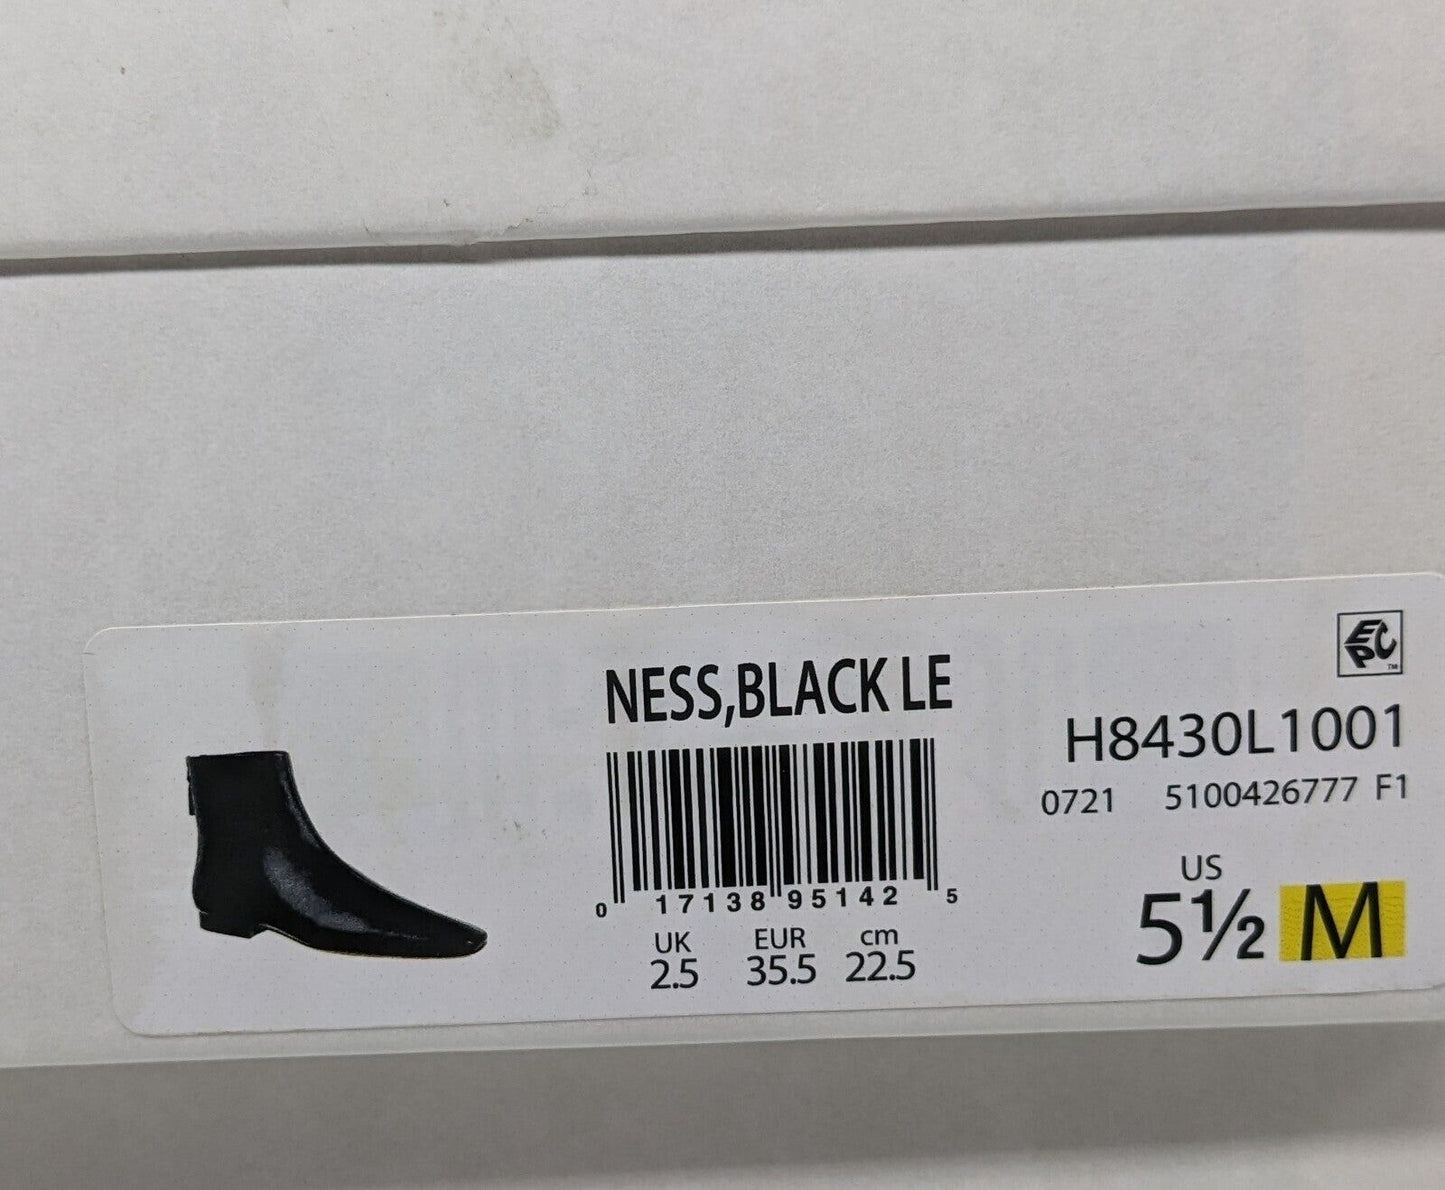 EPC™
NESS,BLACK LE
H8430L1001
0721 5100426777 F1
0 17138 95142 5
US
5½ M
UK EUR cm
2.5 35.5 22.5